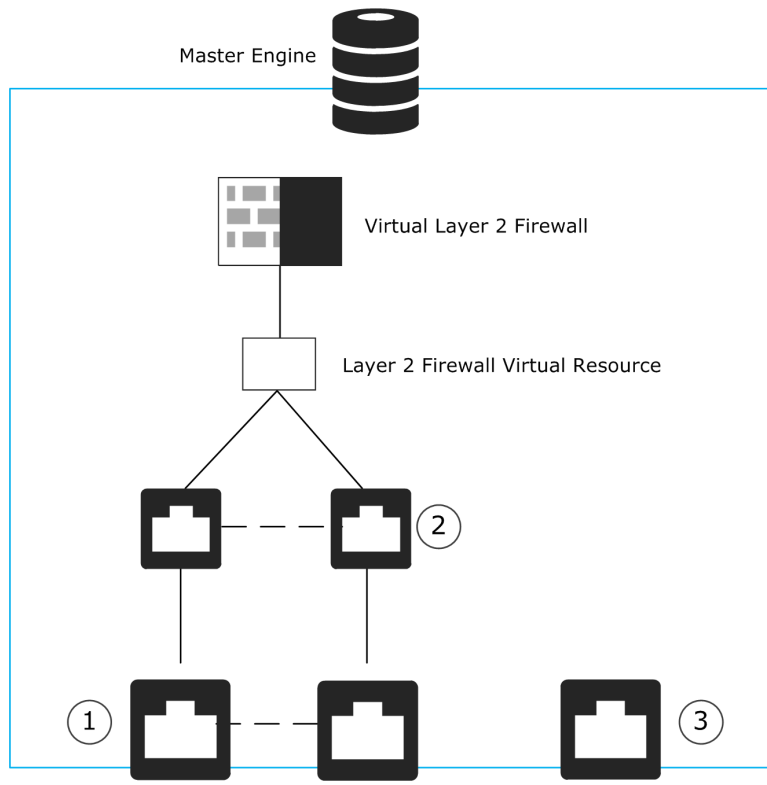 Master Engine
Virtual Layer 2 Firewall
Layer 2 Firewall Virtual Resource
2
1
3